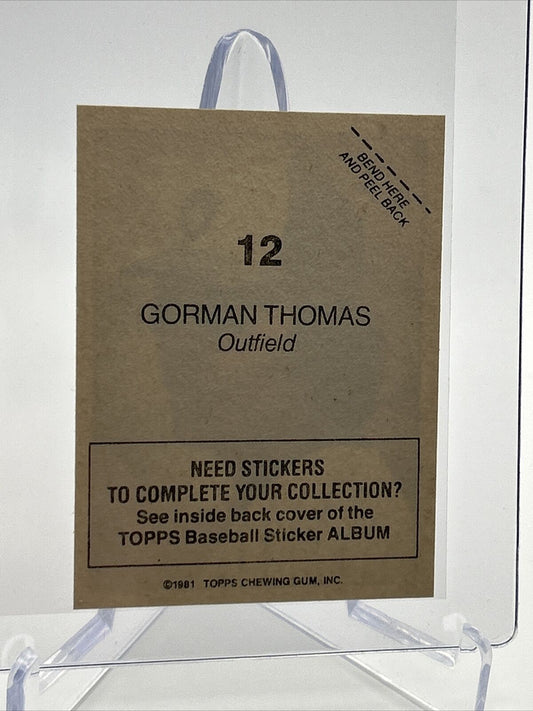 BEND HERE
AND PEEL BACK
12
GORMAN THOMAS
Outfield
NEED STICKERS
TO COMPLETE YOUR COLLECTION?
See inside back cover of the
TOPPS Baseball Sticker ALBUM
©1981 TOPPS CHEWING GUM, INC.